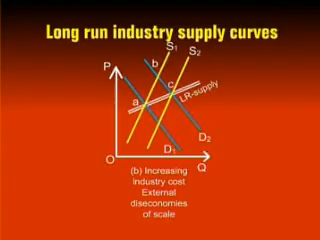 Long run industry supply curves
S1
S2
P
b
c
LR-supply
a
D2
D1
O
Q
(b) Increasing
industry cost
External
diseconomies
of scale